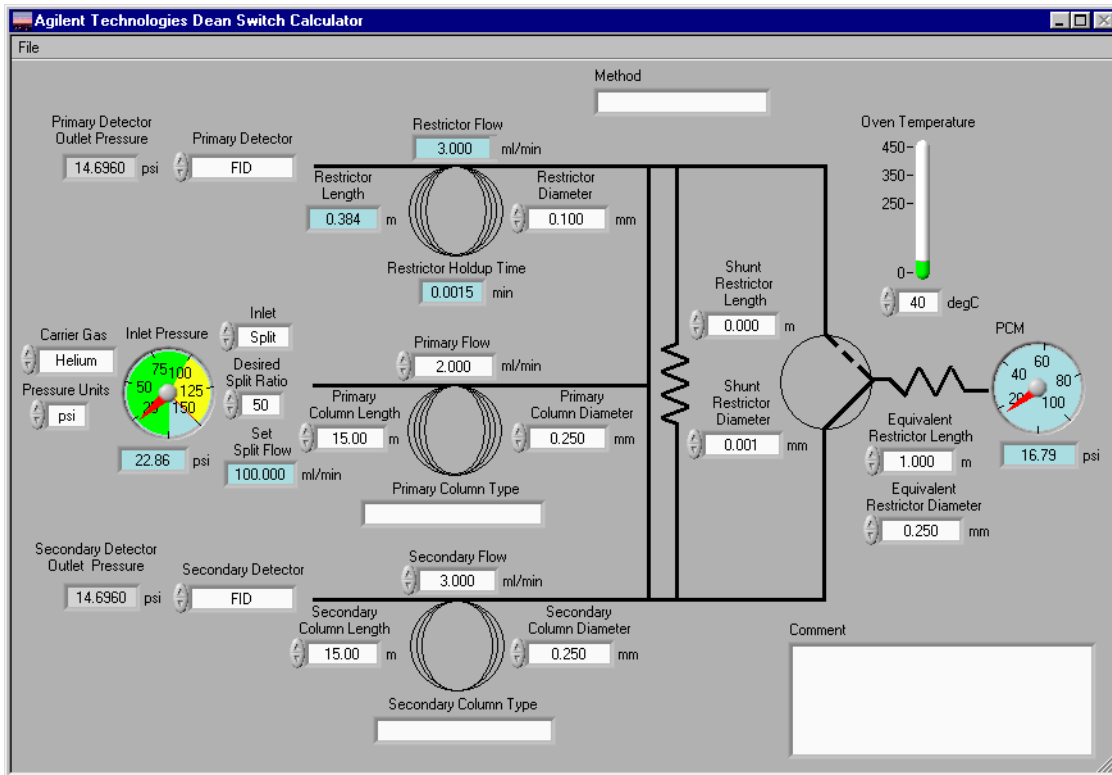 Agilent Technologies Dean Switch Calculator
File
Method
Primary Detector
Outlet Pressure
14.6960 psi
Primary Detector
FID
Restrictor Flow
3.000 ml/min
Restrictor
Length
0.384 m
Restrictor
Diameter
0.100 mm
Restrictor Holdup Time
0.0015 min
Oven Temperature
450-
350-
250-
0-
40 degC
Carrier Gas
Helium
Pressure Units
psi
Inlet Pressure
25 50 75 100 125 150
22.86 psi
Inlet
Split
Desired
Split Ratio
50
Set
Split Flow
100.000 ml/min
Primary Flow
2.000 ml/min
Primary
Column Length
15.00 m
Primary
Column Diameter
0.250 mm
Primary Column Type
Shunt
Restrictor
Length
0.000 m
Shunt
Restrictor
Diameter
0.001 mm
PCM
20 40 60 80 100
16.79 psi
Equivalent
Restrictor Length
1.000 m
Equivalent
Restrictor Diameter
0.250 mm
Secondary Detector
Outlet Pressure
14.6960 psi
Secondary Detector
FID
Secondary Flow
3.000 ml/min
Secondary
Column Length
15.00 m
Secondary
Column Diameter
0.250 mm
Secondary Column Type
Comment